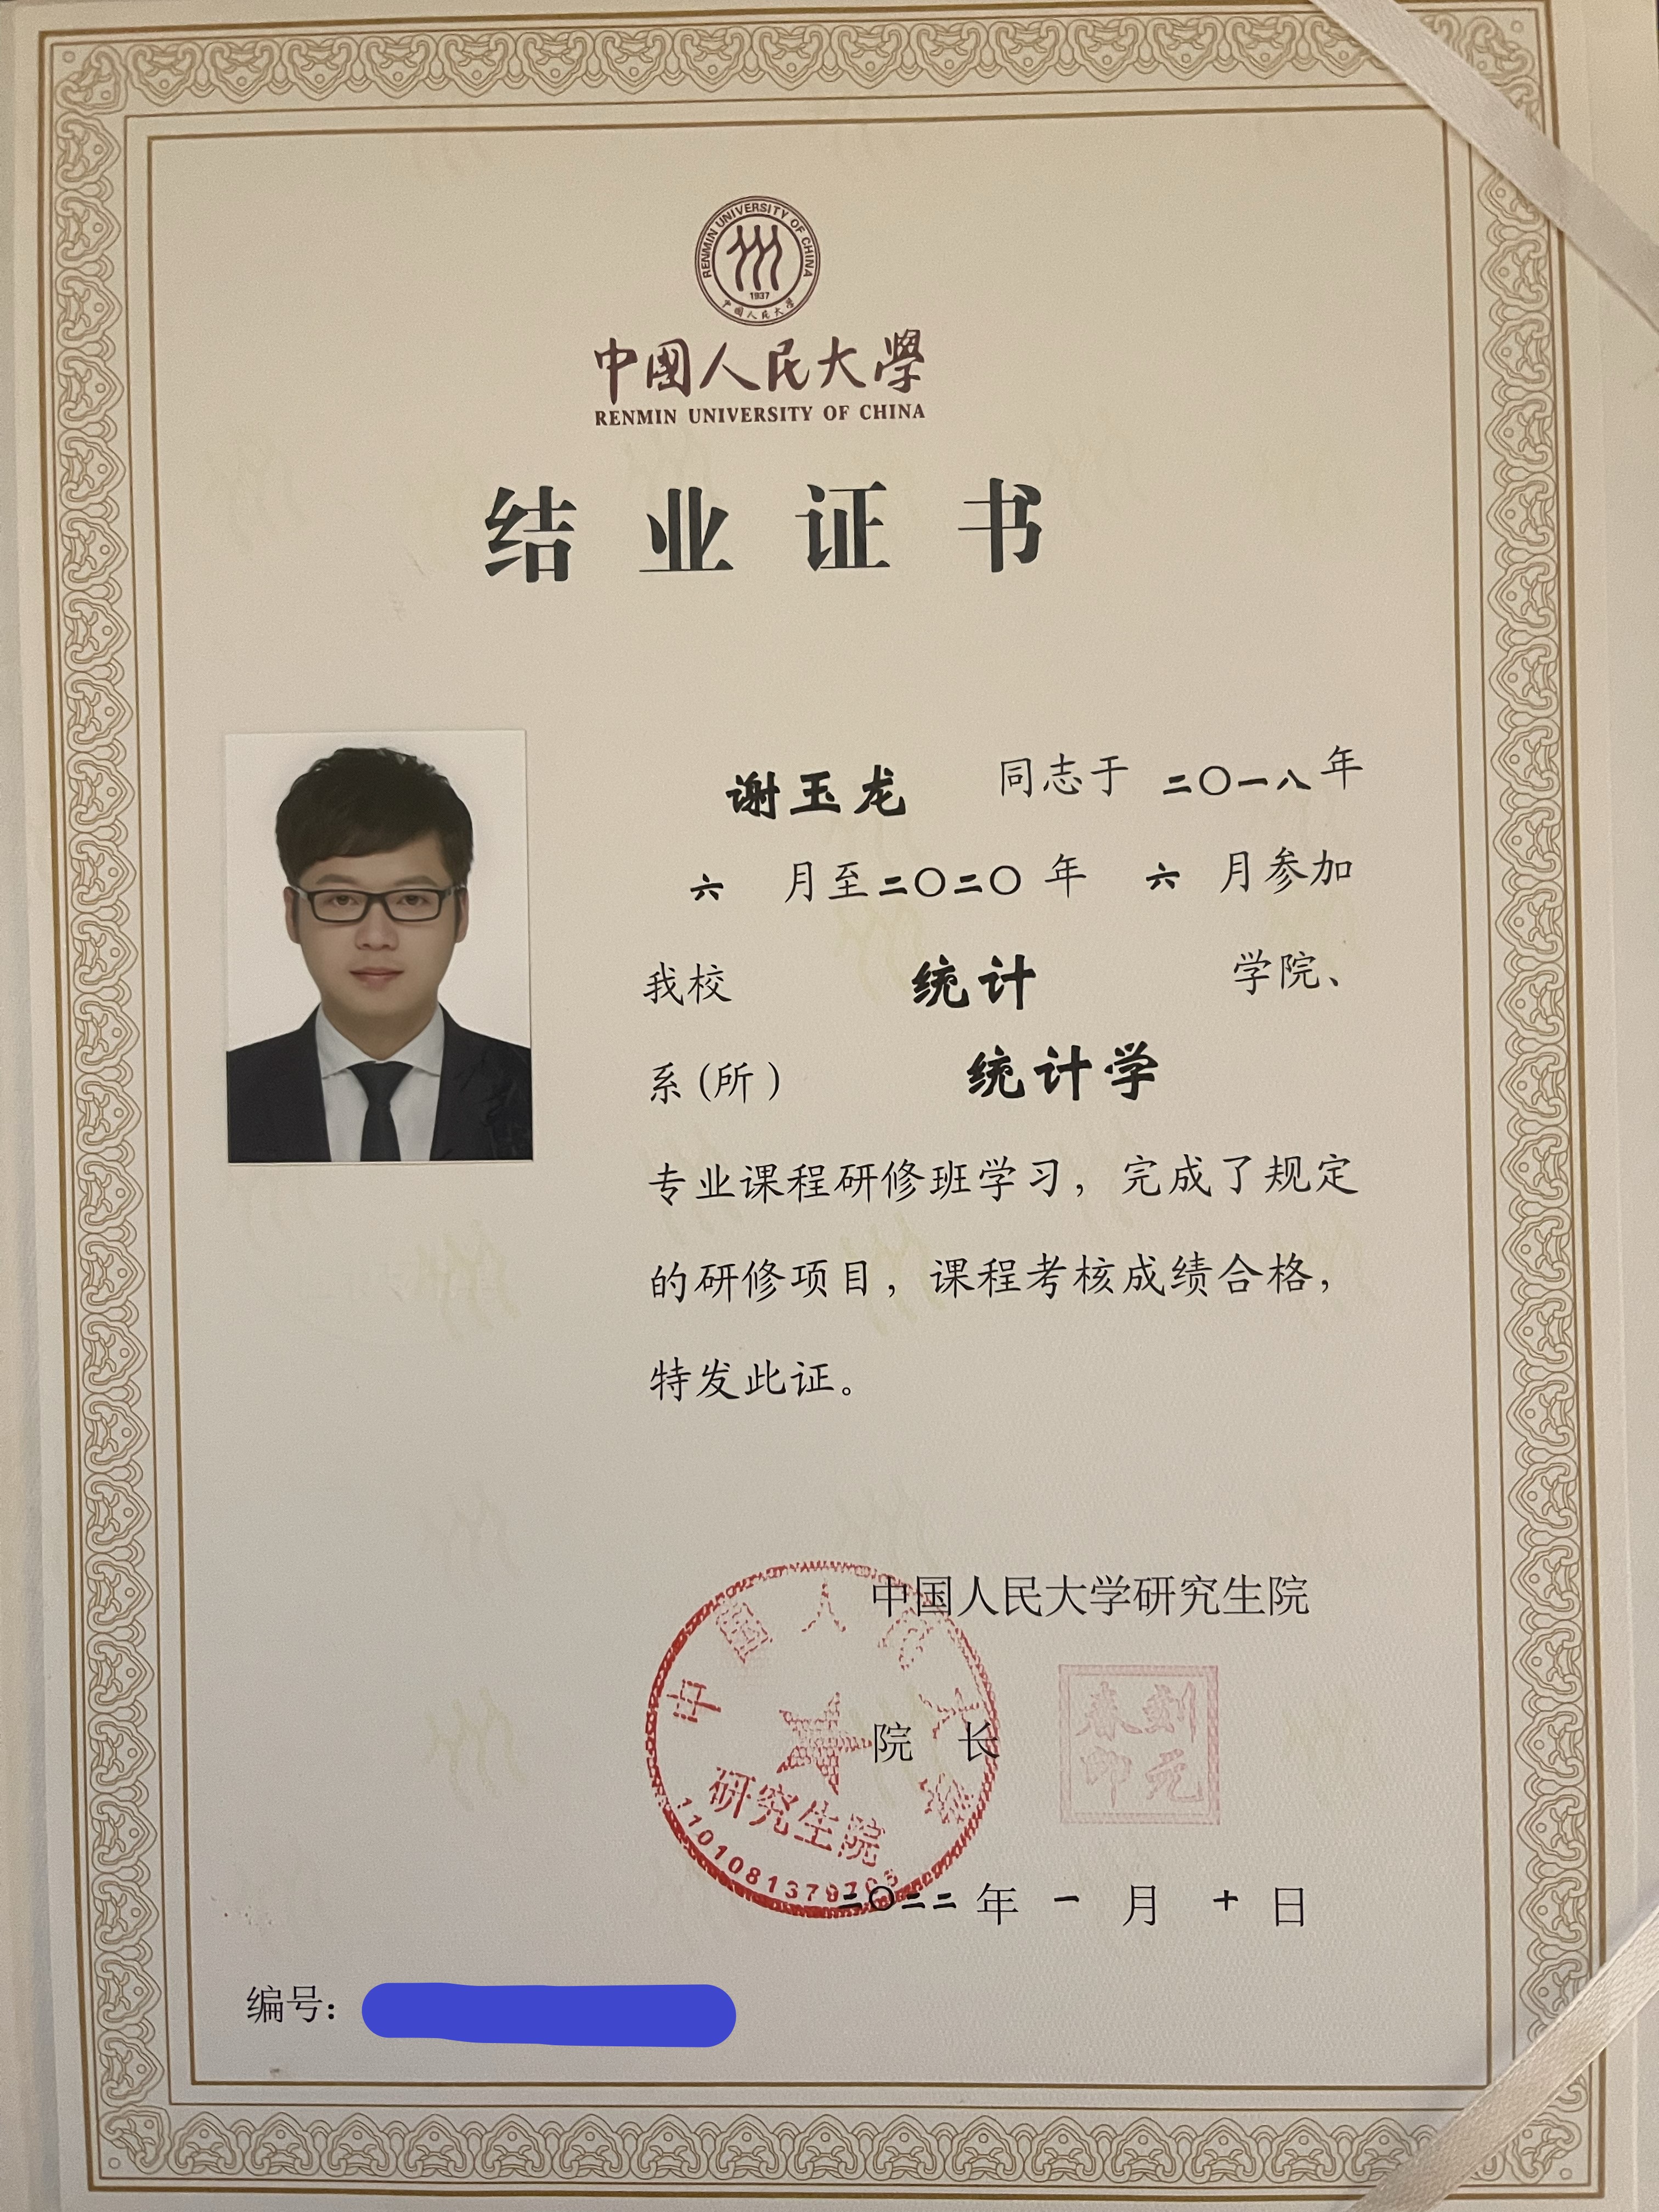 RENMIN UNIVERSITY OF CHINA
1937
中国人民大学
中國人民大學
RENMIN UNIVERSITY OF CHINA
结业证书
谢玉龙 同志于 二〇一八 年
六 月至 二〇二〇 年 六 月参加
我校 统计 学院、
系(所) 统计学
专业课程研修班学习，完成了规定
的研修项目，课程考核成绩合格，
特发此证。
中国人民大学研究生院
院 长
春刘
印元
中国人民大学
研究生院
二〇二二 年 一 月 十 日
编号: